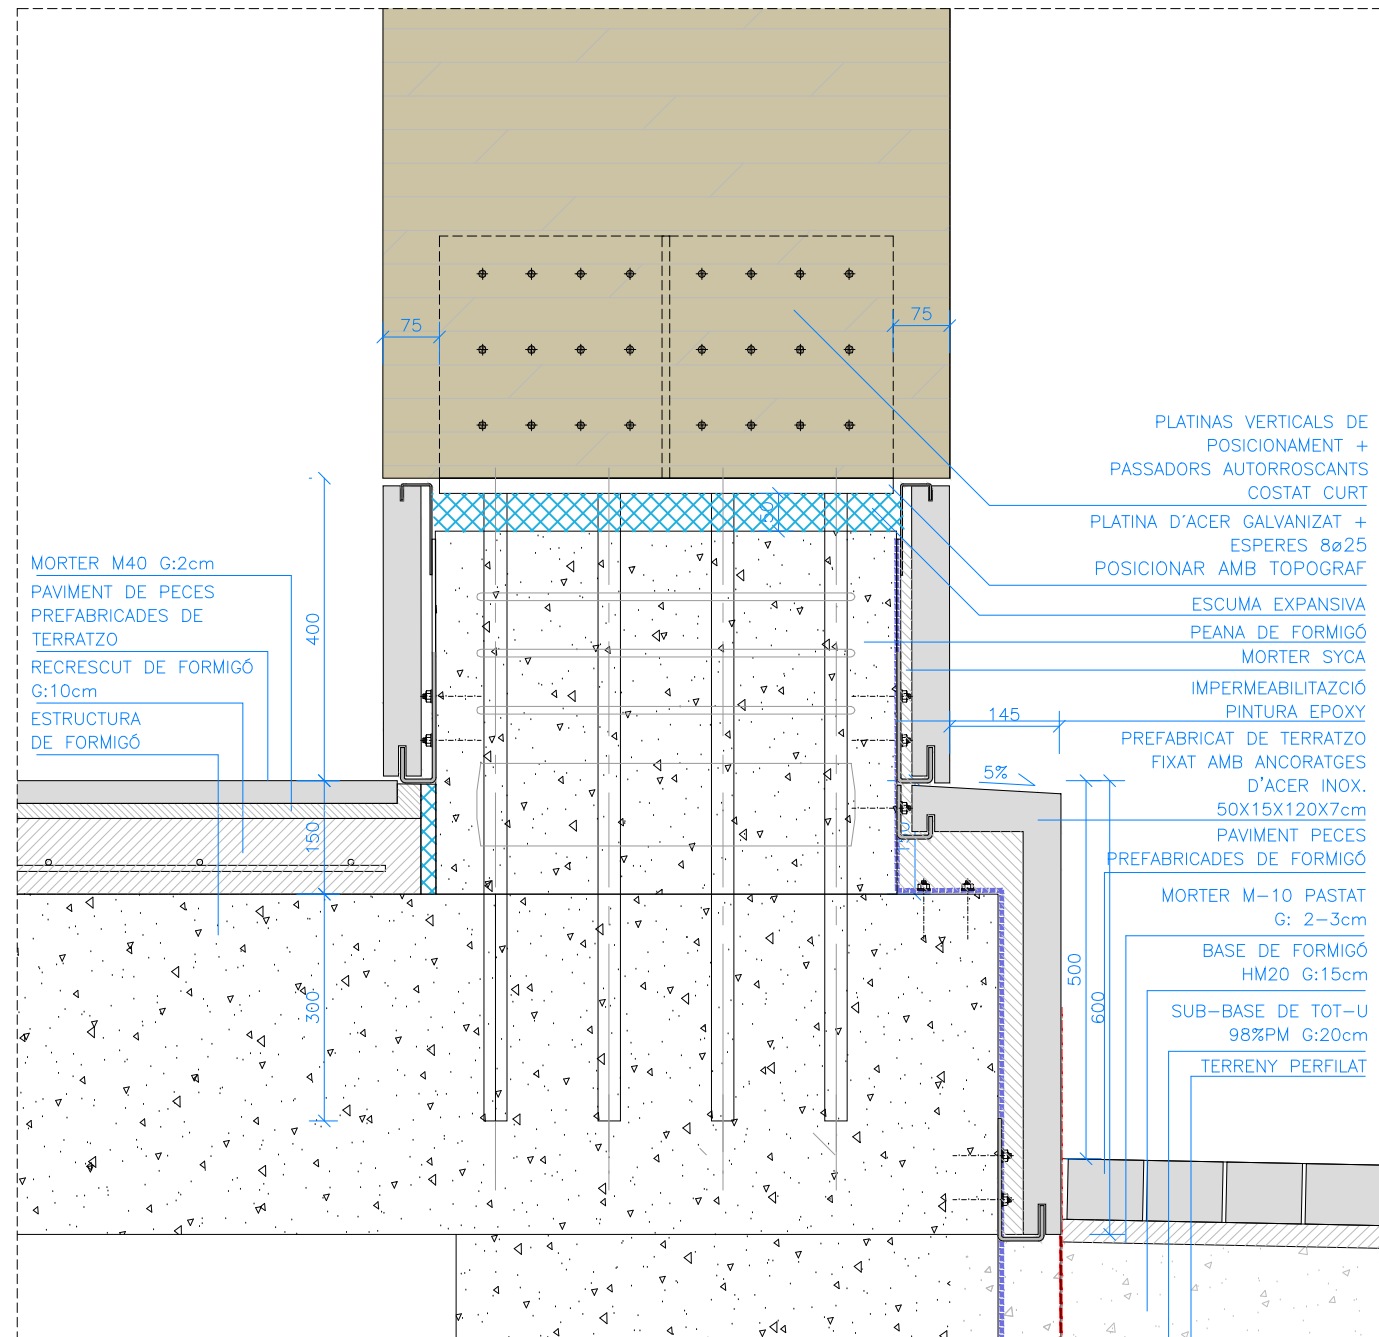 75
75
PLATINAS VERTICALS DE
POSICIONAMENT +
PASSADORS AUTORROSCANTS
COSTAT CURT
PLATINA D'ACER GALVANIZAT +
ESPERES 8ø25
POSICIONAR AMB TOPOGRAF
ESCUMA EXPANSIVA
PEANA DE FORMIGÓ
MORTER SYCA
IMPERMEABILITAZCIÓ
PINTURA EPOXY
PREFABRICAT DE TERRATZO
FIXAT AMB ANCORATGES
D'ACER INOX.
50X15X120X7cm
PAVIMENT PECES
PREFABRICADES DE FORMIGÓ
MORTER M-10 PASTAT
G: 2-3cm
BASE DE FORMIGÓ
HM20 G:15cm
SUB-BASE DE TOT-U
98%PM G:20cm
TERRENY PERFILAT
MORTER M40 G:2cm
PAVIMENT DE PECES
PREFABRICADES DE
TERRATZO
RECRESCUT DE FORMIGÓ
G:10cm
ESTRUCTURA
DE FORMIGÓ
400
150
300
50
145
5%
500
600